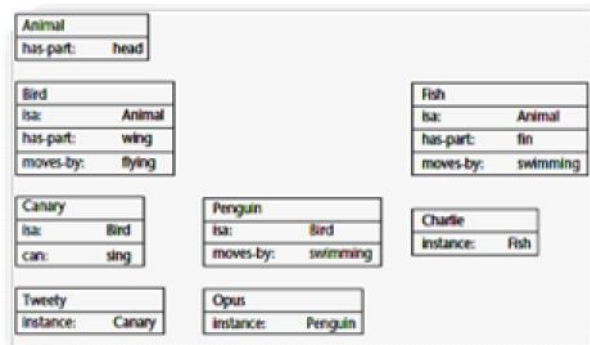 Animal
has-part: head
Bird
isa: Animal
has-part: wing
moves-by: flying
Fish
isa: Animal
has-part: fin
moves-by: swimming
Canary
isa: Bird
can: sing
Penguin
isa: Bird
moves-by: swimming
Charlie
instance: Fish
Tweety
instance: Canary
Opus
instance: Penguin